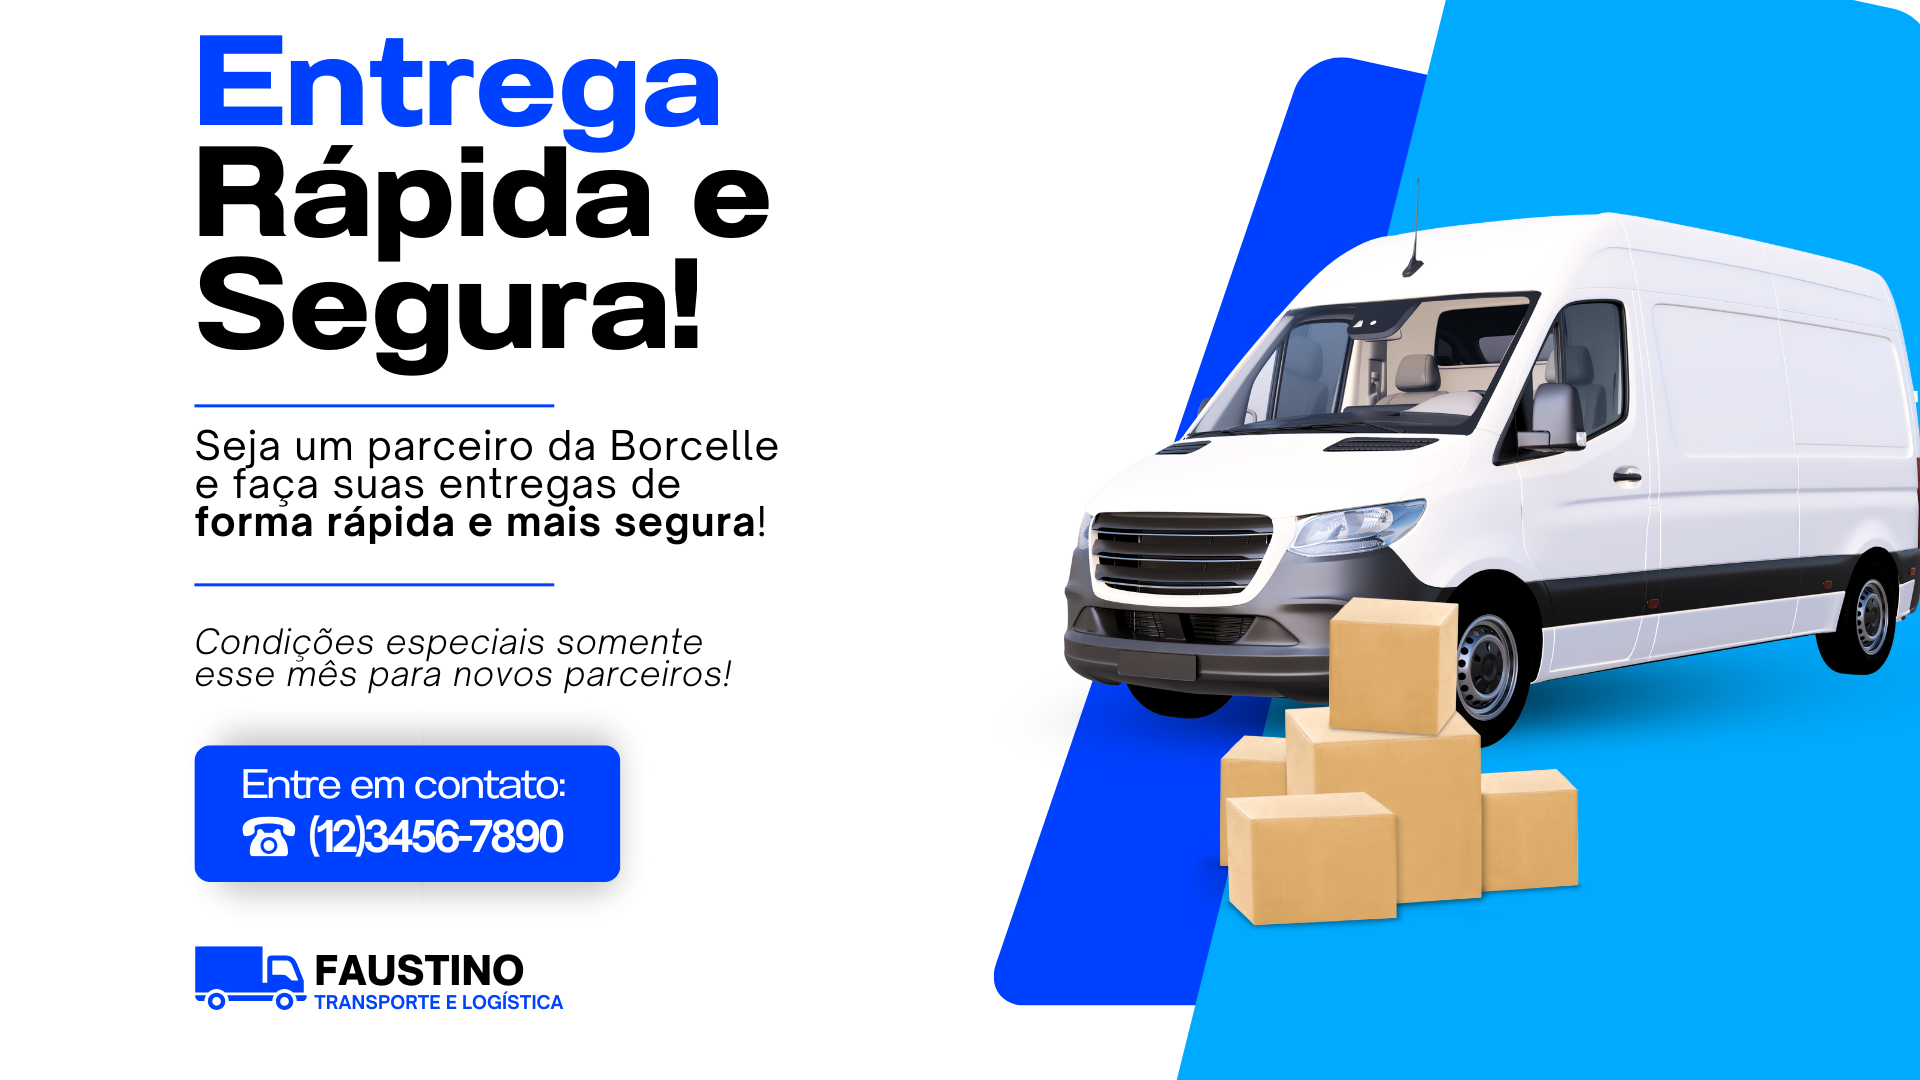 Entrega
Rápida e
Segura!
Seja um parceiro da Borcelle
e faça suas entregas de
forma rápida e mais segura!
Condições especiais somente
esse mês para novos parceiros!
Entre em contato:
☎ (12)3456-7890
FAUSTINO
TRANSPORTE E LOGÍSTICA